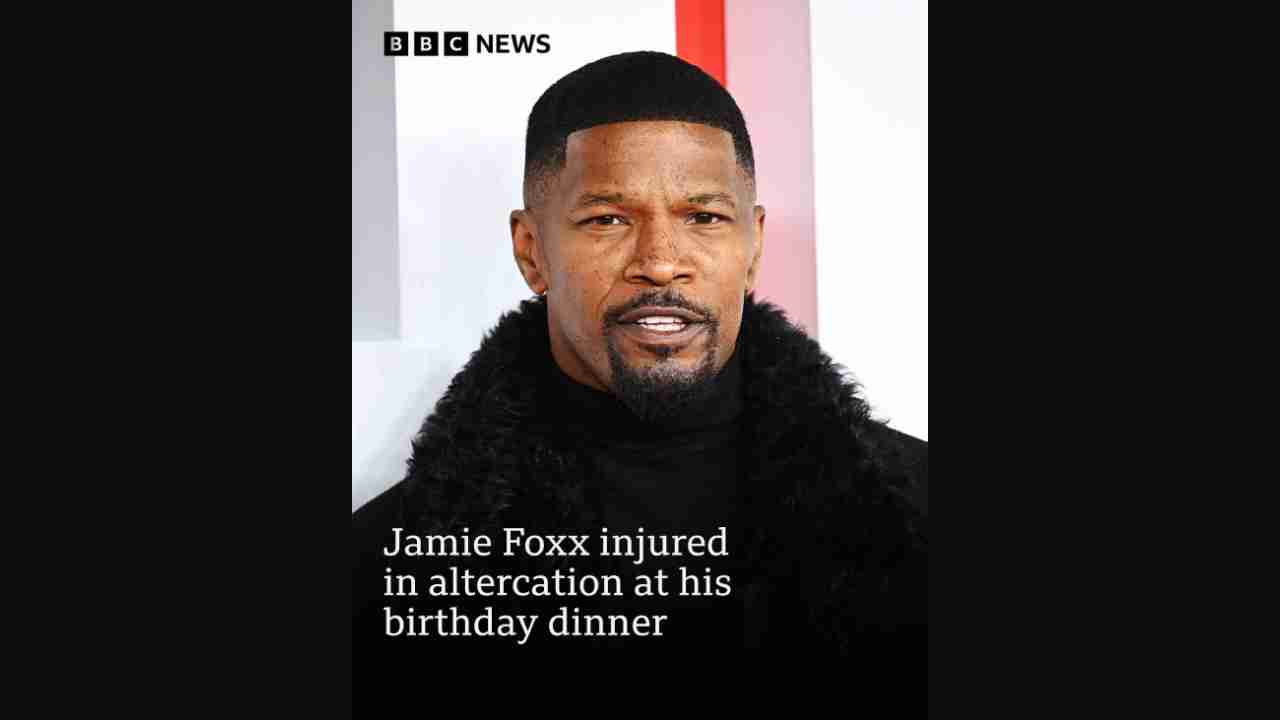 BBC NEWS
Jamie Foxx injured
in altercation at his
birthday dinner